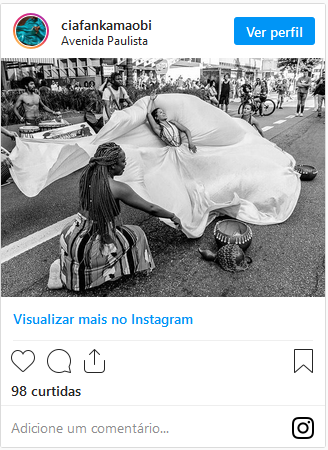 ciafankamaobi
Avenida Paulista
Ver perfil
Visualizar mais no Instagram
98 curtidas
Adicione um comentário...